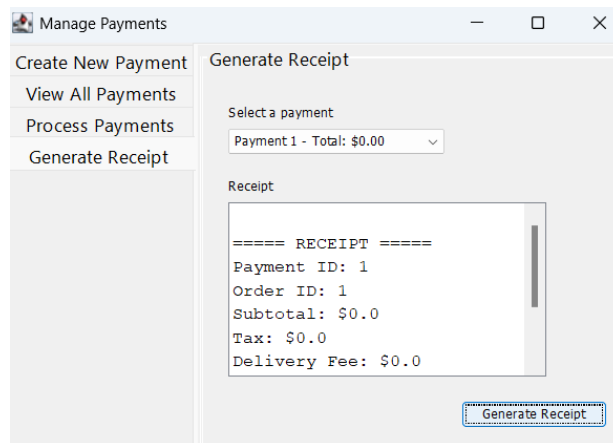 Manage Payments
Create New Payment
View All Payments
Process Payments
Generate Receipt
Generate Receipt
Select a payment
Payment 1 - Total: $0.00
Receipt
===== RECEIPT =====
Payment ID: 1
Order ID: 1
Subtotal: $0.0
Tax: $0.0
Delivery Fee: $0.0
Generate Receipt